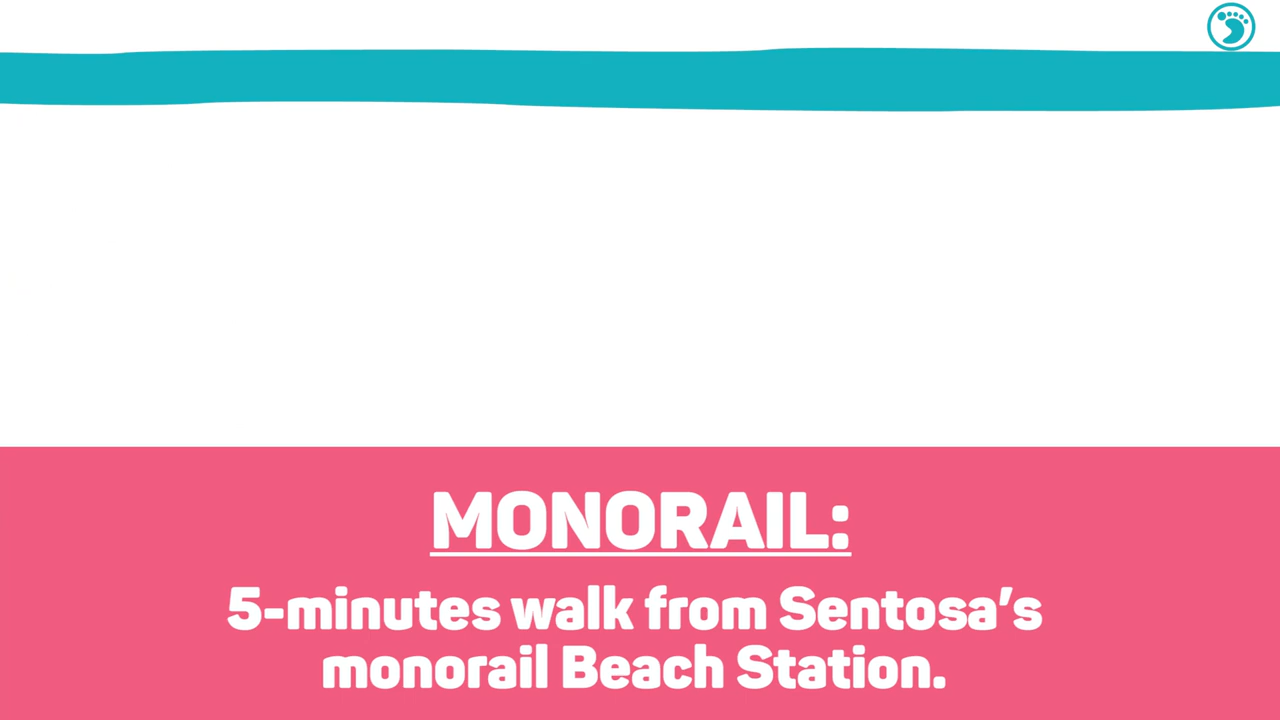 MONORAIL:
5-minutes walk from Sentosa’s
monorail Beach Station.